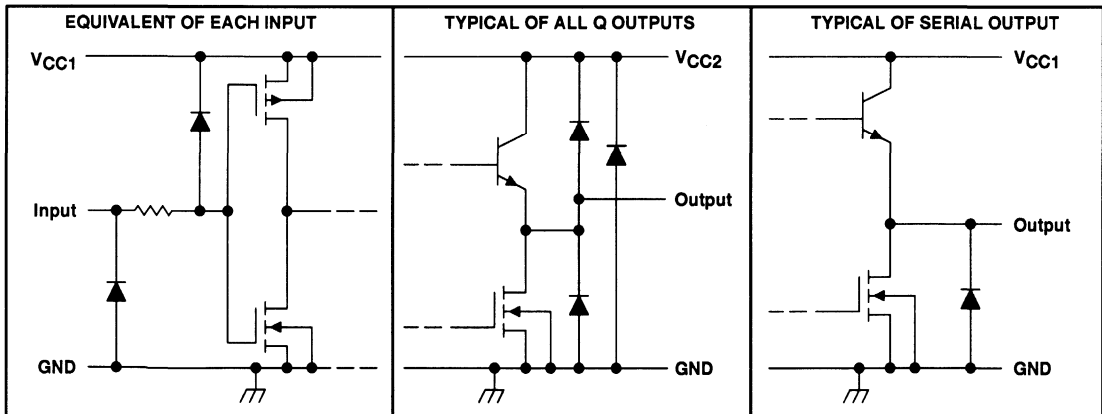 EQUIVALENT OF EACH INPUT
VCC1
Input
GND
TYPICAL OF ALL Q OUTPUTS
VCC2
Output
GND
TYPICAL OF SERIAL OUTPUT
VCC1
Output
GND